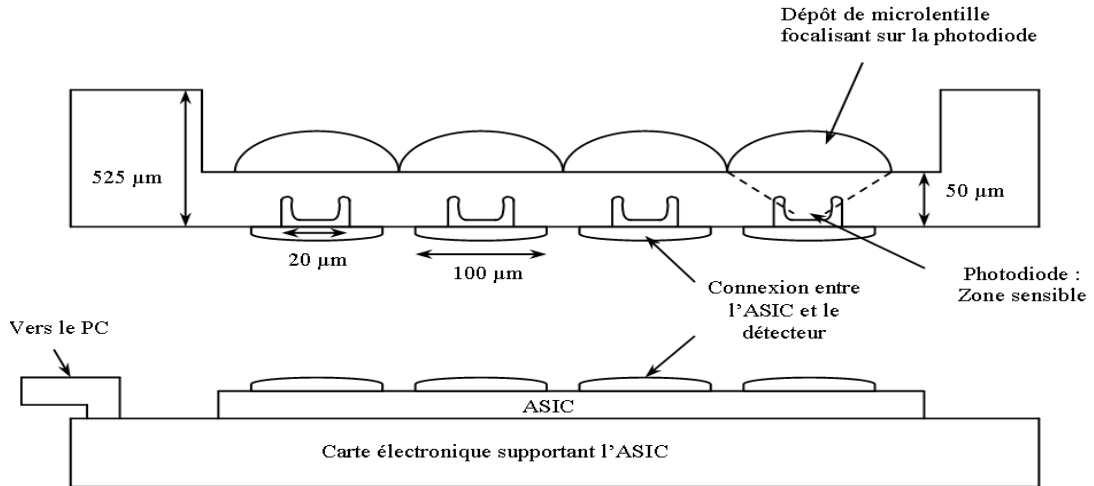 Dépôt de microlentille
focalisant sur la photodiode
525 µm
50 µm
20 µm
100 µm
Photodiode :
Zone sensible
Connexion entre
l'ASIC et le
détecteur
Vers le PC
ASIC
Carte électronique supportant l'ASIC